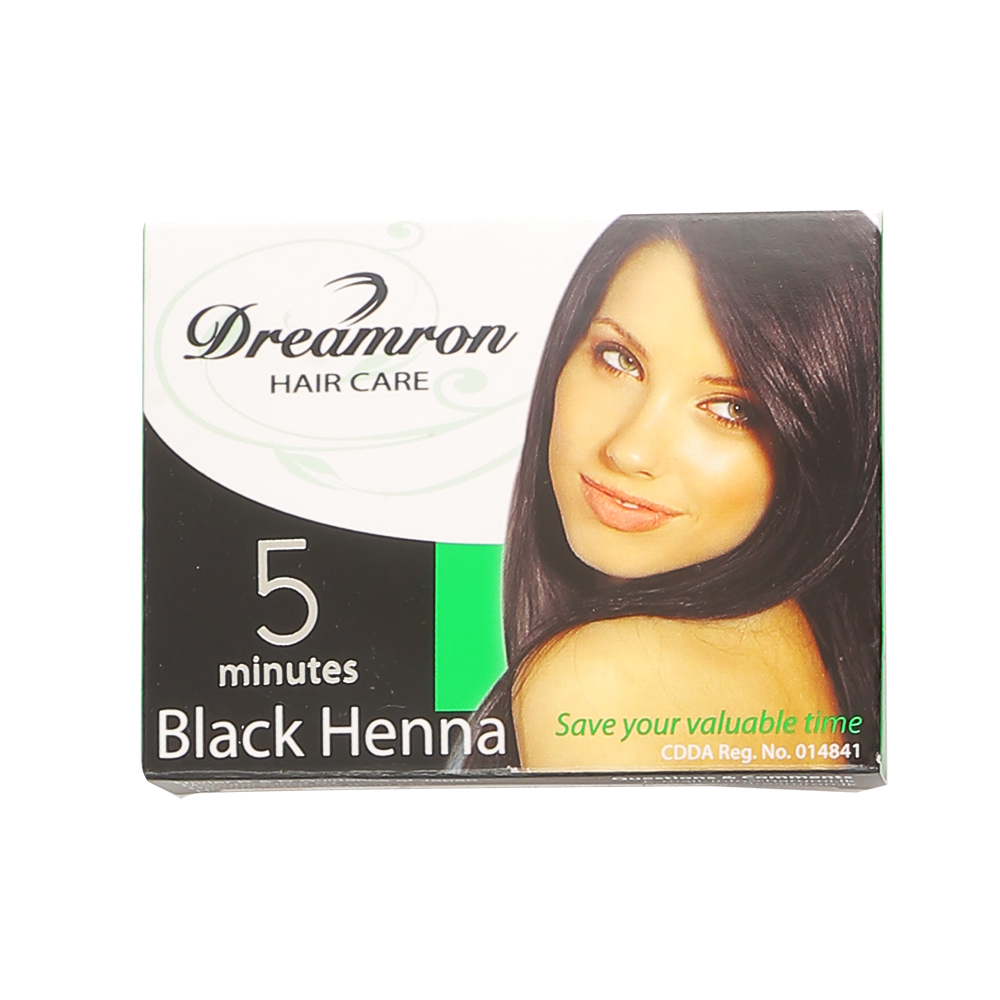 Dreamron
HAIR CARE
5
minutes
Black Henna
Save your valuable time
CDDA Reg. No. 014841